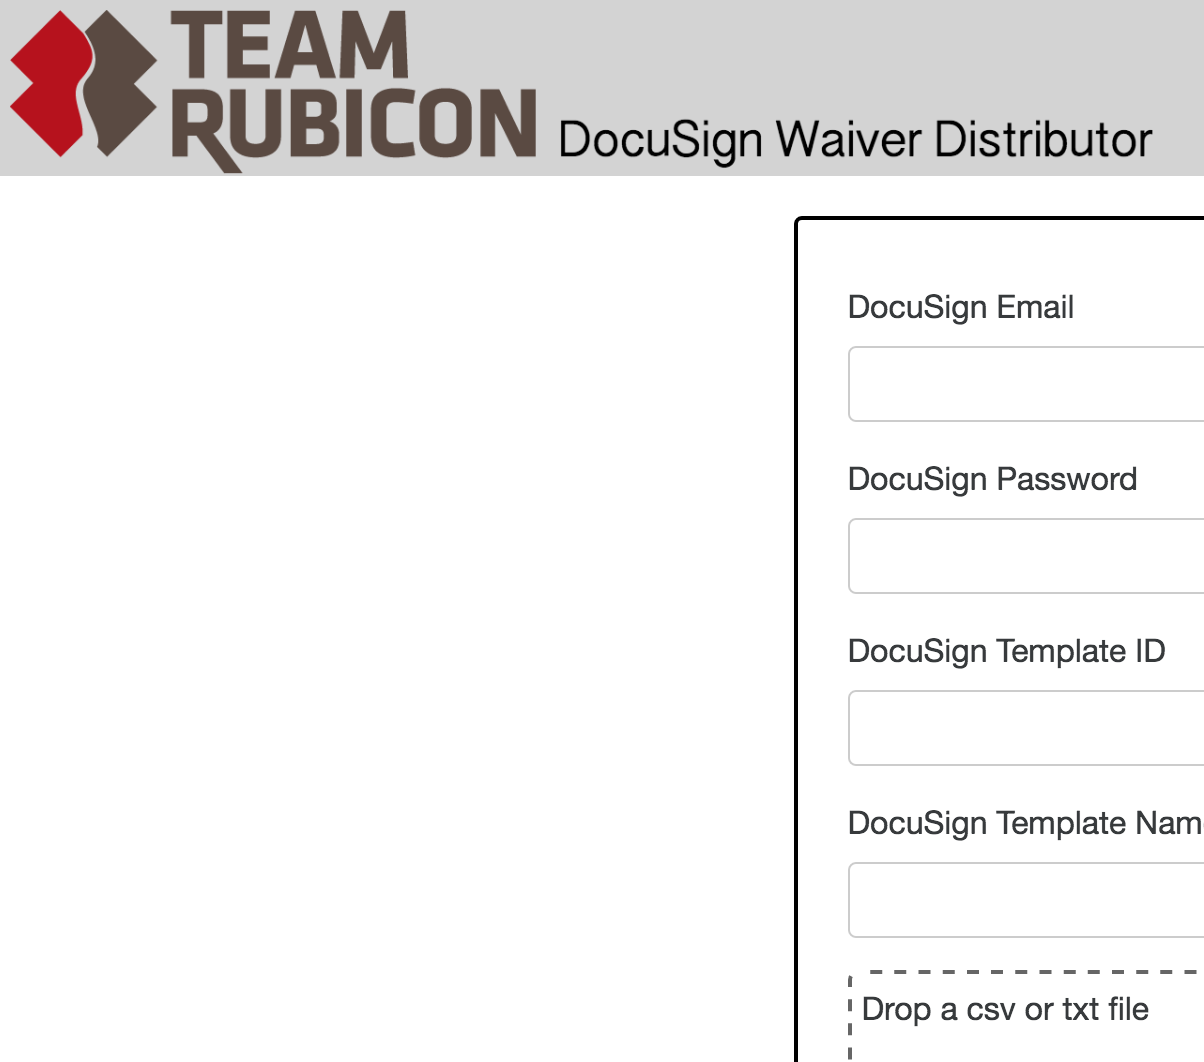 TEAM
RUBICON DocuSign Waiver Distributor
DocuSign Email
DocuSign Password
DocuSign Template ID
DocuSign Template Nam
Drop a csv or txt file